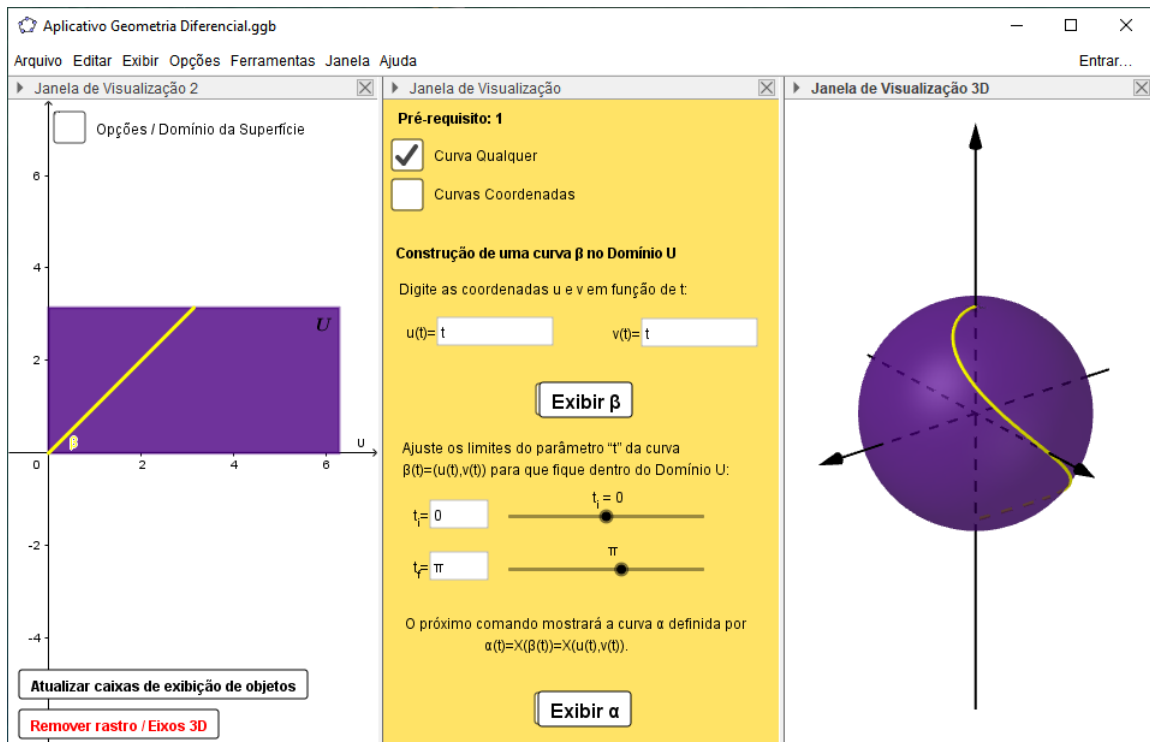 Aplicativo Geometria Diferencial.ggb
Arquivo Editar Exibir Opções Ferramentas Janela Ajuda
Entrar...
Janela de Visualização 2
Opções / Domínio da Superfície
6
4
2
0
2
4
6
-2
-4
U
β
U
Atualizar caixas de exibição de objetos
Remover rastro / Eixos 3D
Janela de Visualização
Pré-requisito: 1
Curva Qualquer
Curvas Coordenadas
Construção de uma curva β no Domínio U
Digite as coordenadas u e v em função de t:
u(t)= t
v(t)= t
Exibir β
Ajuste os limites do parâmetro “t” da curva
β(t)=(u(t),v(t)) para que fique dentro do Domínio U:
tᵢ= 0
tᵢ = 0
t_f= π
π
O próximo comando mostrará a curva α definida por
α(t)=X(β(t))=X(u(t),v(t)).
Exibir α
Janela de Visualização 3D